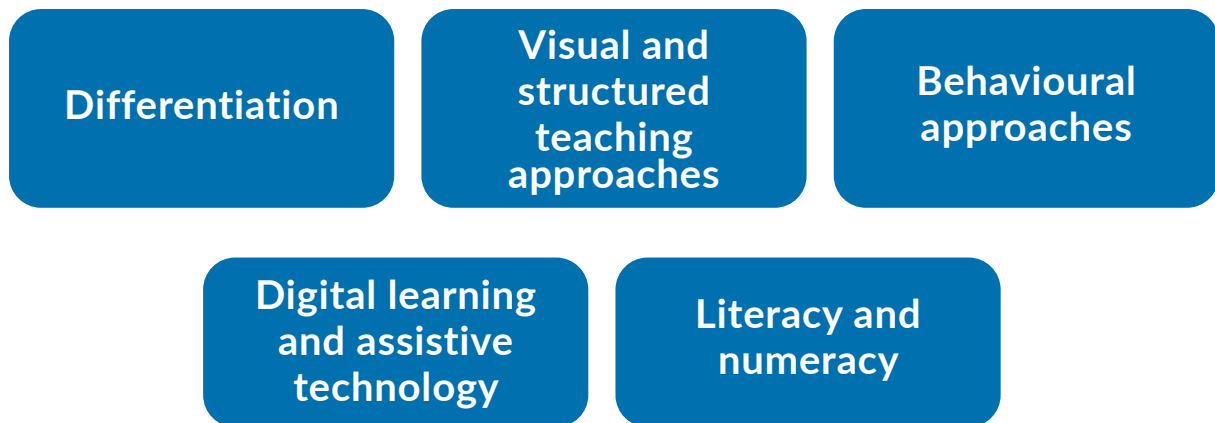 Differentiation
Visual and
structured
teaching
approaches
Behavioural
approaches
Digital learning
and assistive
technology
Literacy and
numeracy